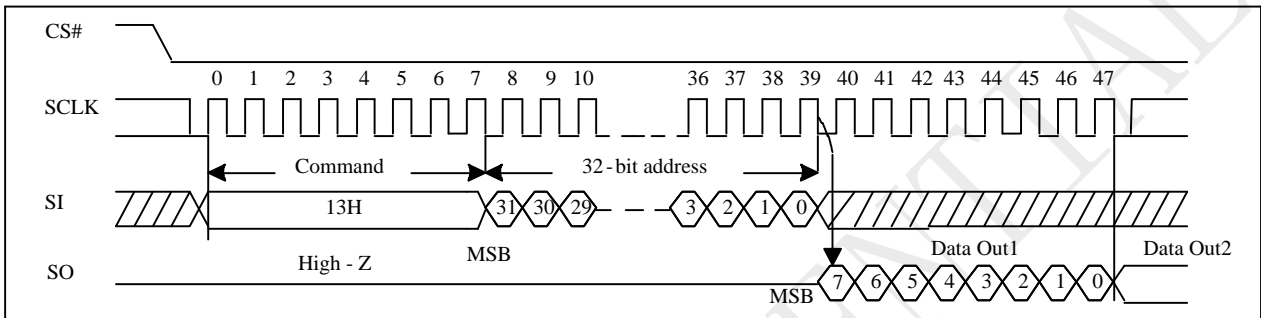 CS#
0 1 2 3 4 5 6 7 8 9 10 36 37 38 39 40 41 42 43 44 45 46 47
SCLK
Command 32-bit address
SI 13H 31 30 29 3 2 1 0
MSB
Data Out1 Data Out2
SO High - Z
MSB 7 6 5 4 3 2 1 0